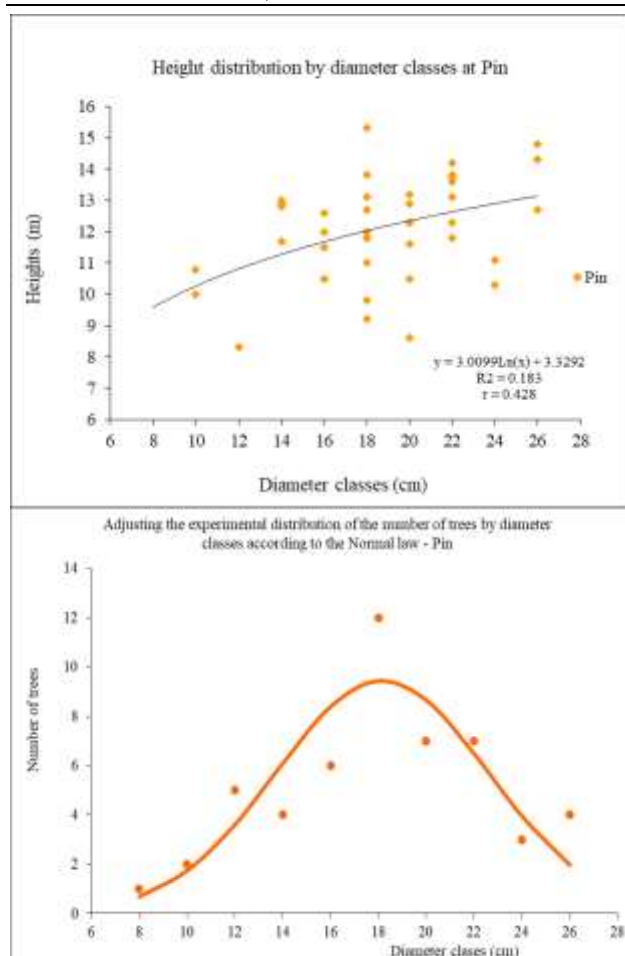 Height distribution by diameter classes at Pin
16
15
14
13
12
11
10
9
8
7
6
Heights (m)
Pin
y = 3.0099Ln(x) + 3.3292
R2 = 0.183
r = 0.428
6 8 10 12 14 16 18 20 22 24 26 28
Diameter classes (cm)
Adjusting the experimental distribution of the number of trees by diameter
classes according to the Normal law - Pin
14
12
10
8
6
4
2
0
Number of trees
6 8 10 12 14 16 18 20 22 24 26 28
Diameter clases (cm)